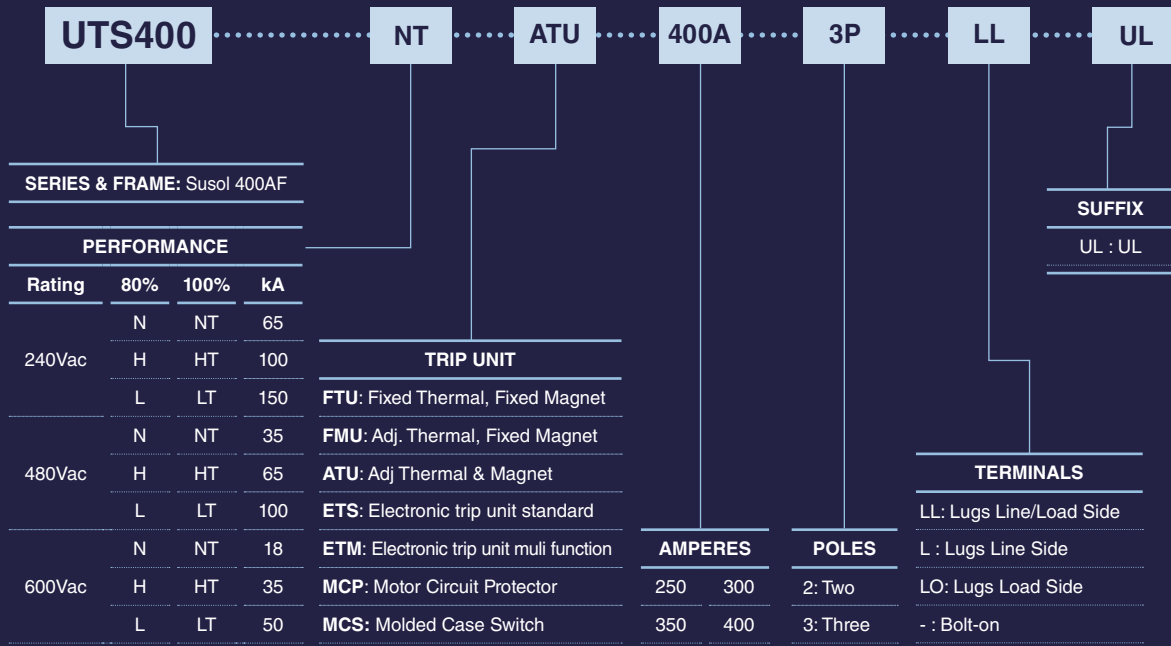 UTS400 NT ATU 400A 3P LL UL
SERIES & FRAME: Susol 400AF
PERFORMANCE
Rating 80% 100% kA
240Vac
N NT 65
H HT 100
L LT 150
480Vac
N NT 35
H HT 65
L LT 100
600Vac
N NT 18
H HT 35
L LT 50
TRIP UNIT
FTU: Fixed Thermal, Fixed Magnet
FMU: Adj. Thermal, Fixed Magnet
ATU: Adj Thermal & Magnet
ETS: Electronic trip unit standard
ETM: Electronic trip unit muli function
MCP: Motor Circuit Protector
MCS: Molded Case Switch
AMPERES
250 300
350 400
POLES
2: Two
3: Three
TERMINALS
LL: Lugs Line/Load Side
L : Lugs Line Side
LO: Lugs Load Side
- : Bolt-on
SUFFIX
UL : UL